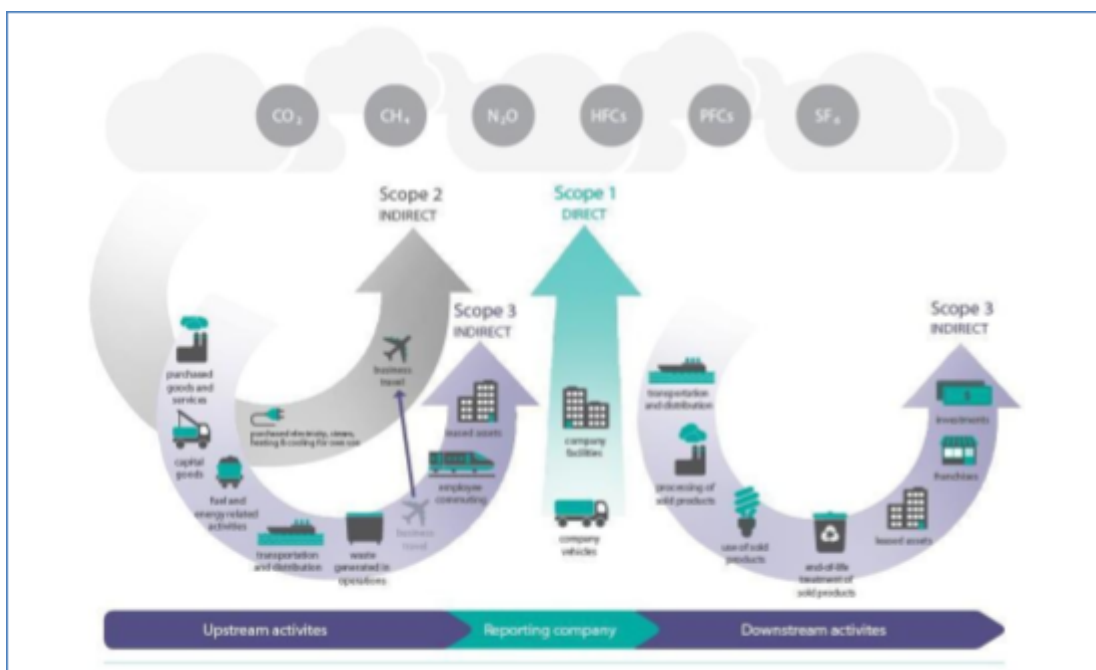 CO₂
CH₄
N₂O
HFCs
PFCs
SF₆
Scope 2
INDIRECT
Scope 1
DIRECT
Scope 3
INDIRECT
Scope 3
INDIRECT
purchased
goods and
services
business
travel
purchased electricity, steam,
heating & cooling for own use
capital
goods
fuel and
energy related
activities
transportation
and distribution
waste
generated in
operations
business
travel
employee
commuting
leased assets
company
facilities
company
vehicles
transportation
and distribution
processing of
sold products
use of sold
products
end-of-life
treatment of
sold products
leased assets
franchises
investments
Upstream activites
Reporting company
Downstream activites